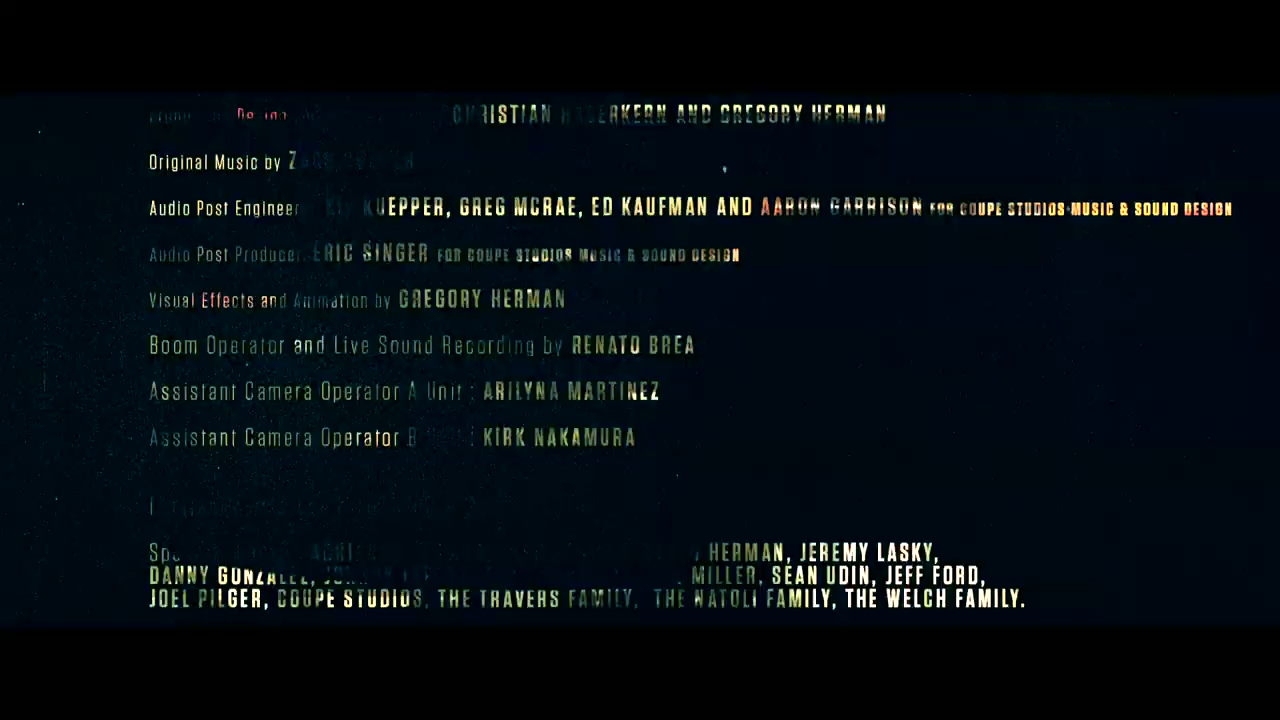 Design CHRISTIAN AND GREGORY HERMAN
Original Music by
Audio Post Engineer KUEPPER, GREG MCRAE, ED KAUFMAN AND AARON GARRISON FOR COUPE STUDIOS MUSIC & SOUND DESIGN
Audio Post Producer ERIC SINGER FOR COUPE STUDIOS MUSIC & SOUND DESIGN
Visual Effects and Animation by GREGORY HERMAN
Boom Operator and Live Sound Recording by RENATO BREA
Assistant Camera Operator A Unit : ARILYNA MARTINEZ
Assistant Camera Operator B : KIRK NAKAMURA
HERMAN, JEREMY LASKY,
DANNY GONZALEZ, MILLER, SEAN UDIN, JEFF FORD,
JOEL PILGER, COUPE STUDIOS, THE TRAVERS FAMILY, THE NATOLI FAMILY, THE WELCH FAMILY.